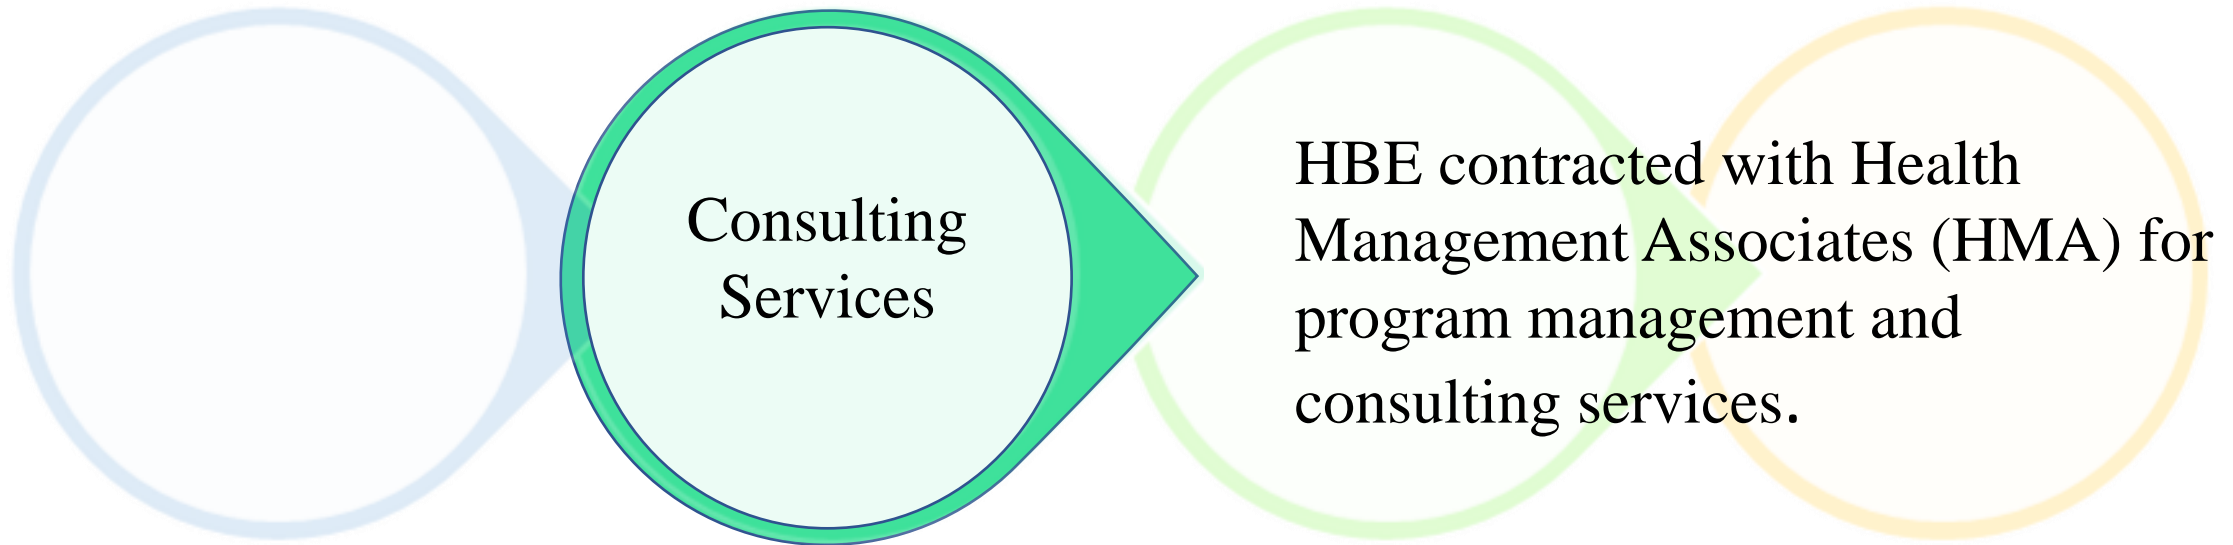 Consulting
Services
HBE contracted with Health
Management Associates (HMA) for
program management and
consulting services.